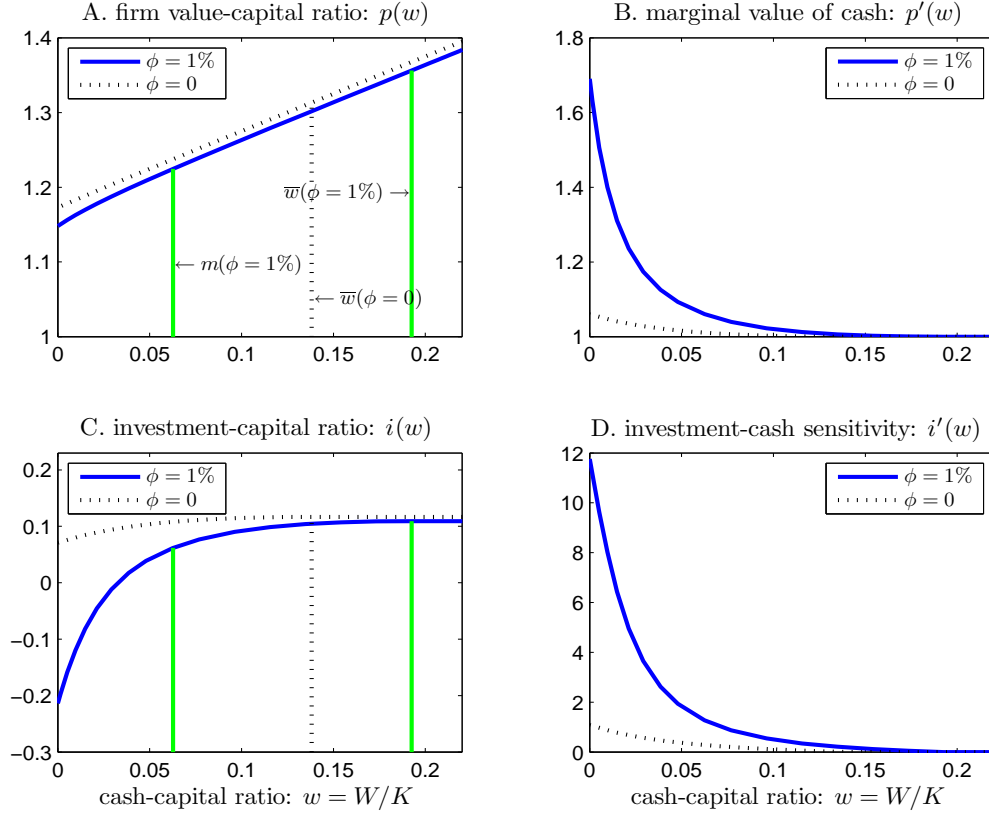 A. firm value-capital ratio: p(w)
ϕ = 1%
ϕ = 0
1.4
1.3
1.2
1.1
1
w̅(ϕ = 1%) →
← m(ϕ = 1%)
← w̅(ϕ = 0)
0 0.05 0.1 0.15 0.2
B. marginal value of cash: p′(w)
ϕ = 1%
ϕ = 0
1.8
1.6
1.4
1.2
1
0 0.05 0.1 0.15 0.2
C. investment-capital ratio: i(w)
ϕ = 1%
ϕ = 0
0.2
0.1
0
−0.1
−0.2
−0.3
0 0.05 0.1 0.15 0.2
cash-capital ratio: w = W/K
D. investment-cash sensitivity: i′(w)
ϕ = 1%
ϕ = 0
12
10
8
6
4
2
0
0 0.05 0.1 0.15 0.2
cash-capital ratio: w = W/K